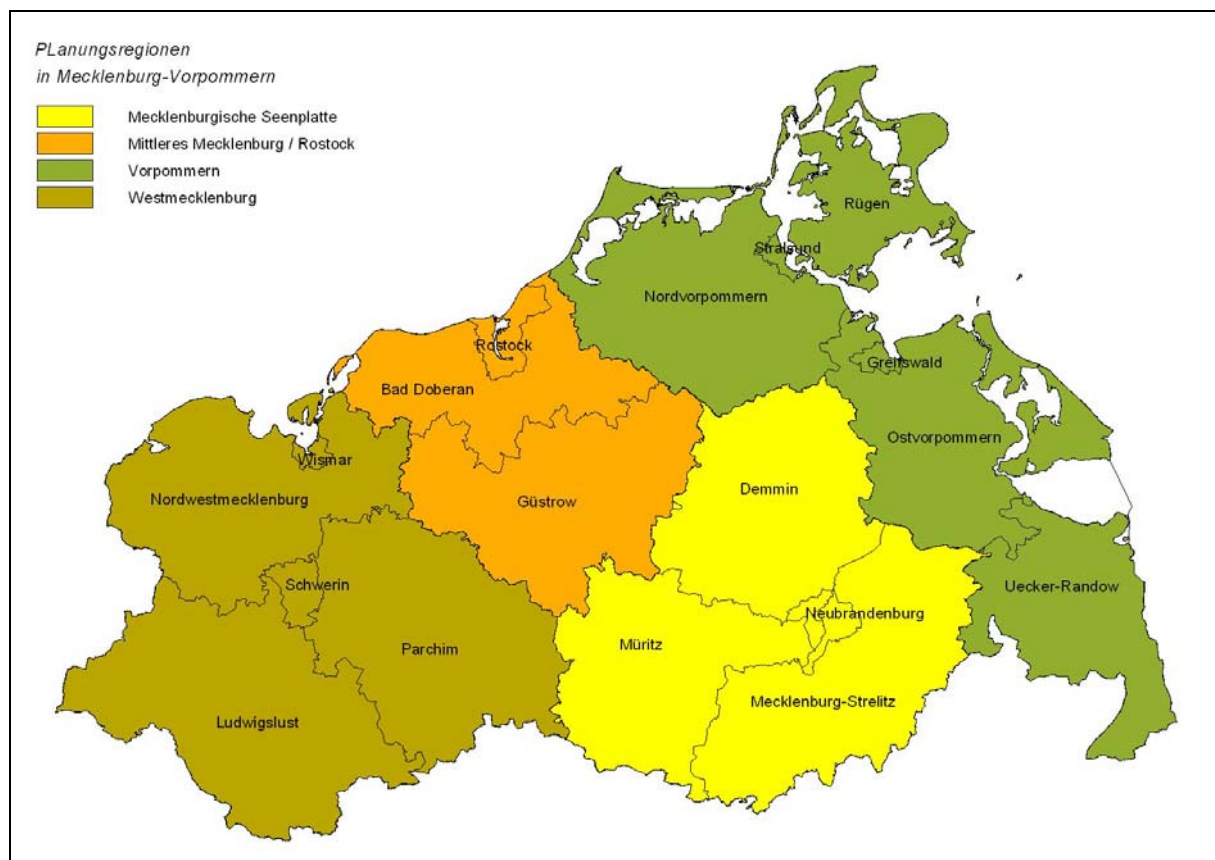 PLanungsregionen
in Mecklenburg-Vorpommern
Mecklenburgische Seenplatte
Mittleres Mecklenburg / Rostock
Vorpommern
Westmecklenburg
Rügen
Stralsund
Nordvorpommern
Rostock
Greifswald
Bad Doberan
Ostvorpommern
Wismar
Demmin
Nordwestmecklenburg
Güstrow
Schwerin
Uecker-Randow
Neubrandenburg
Müritz
Parchim
Mecklenburg-Strelitz
Ludwigslust